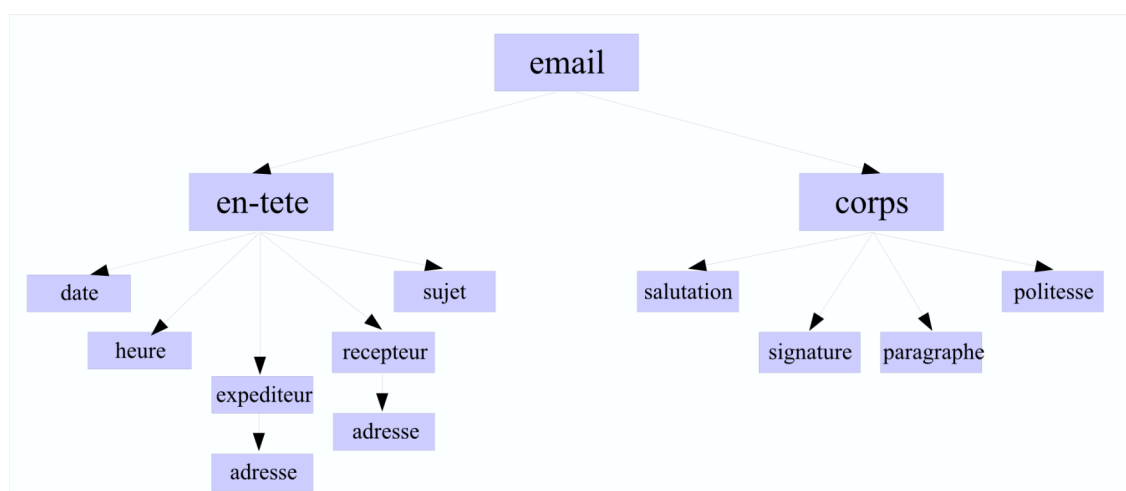 email
en-tete
corps
date
sujet
salutation
politesse
heure
recepteur
signature
paragraphe
expediteur
adresse
adresse